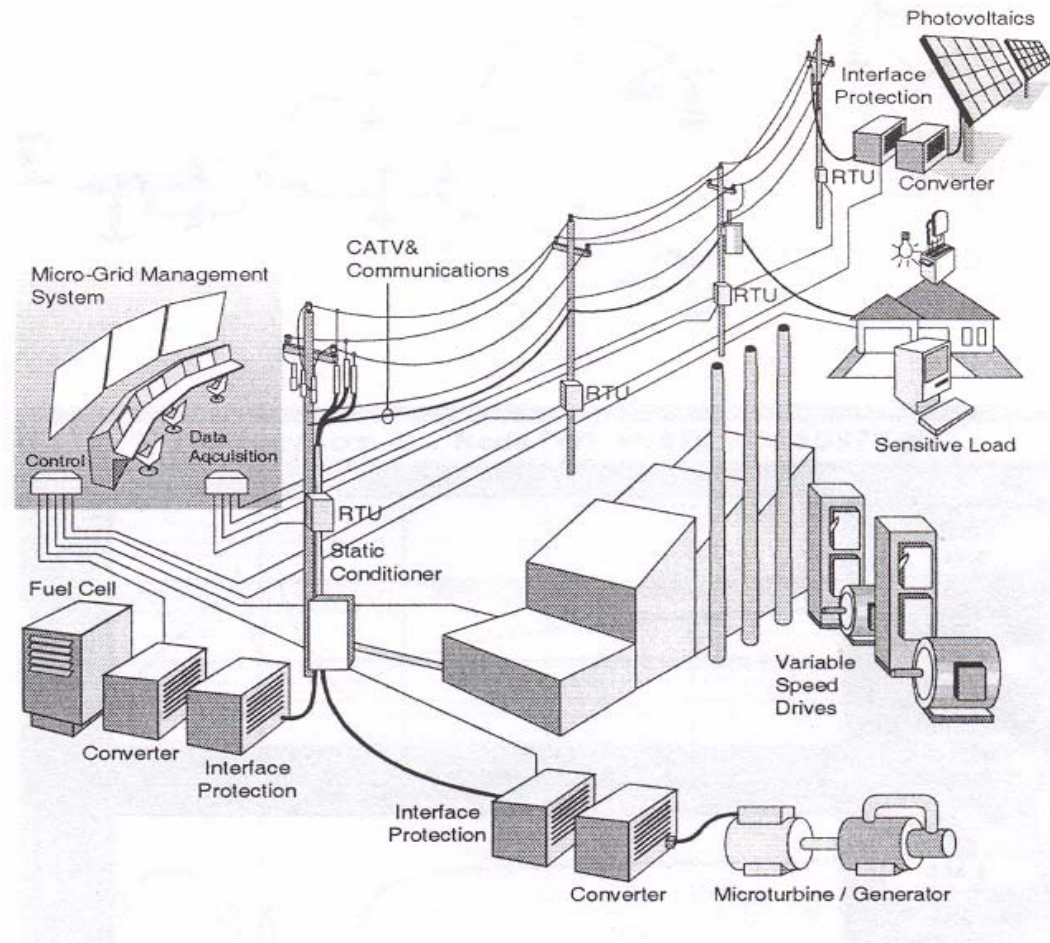 Photovoltaics
Interface
Protection
RTU
Converter
CATV&
Communications
Micro-Grid Management
System
RTU
RTU
Sensitive Load
Control
Data
Aqcuisition
RTU
Static
Conditioner
Fuel Cell
Variable
Speed
Drives
Converter
Interface
Protection
Interface
Protection
Converter
Microturbine / Generator